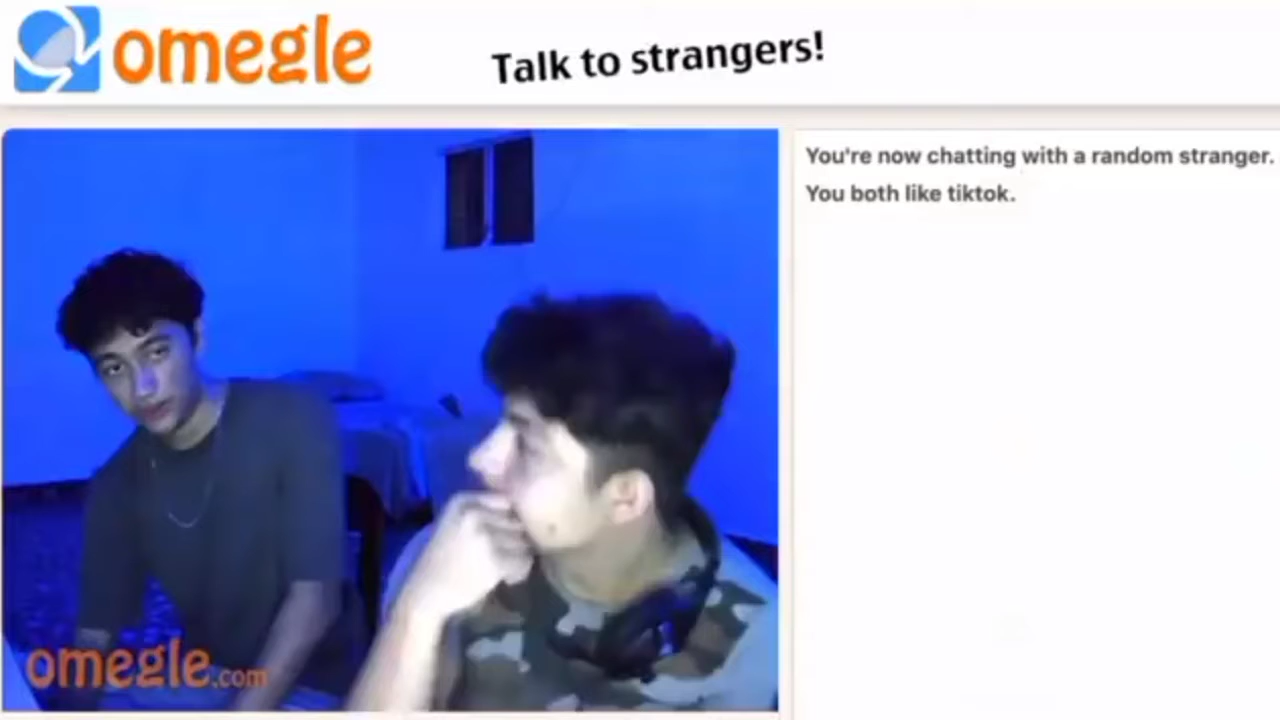 omegle
Talk to strangers!
You're now chatting with a random stranger.
You both like tiktok.
omegle.com